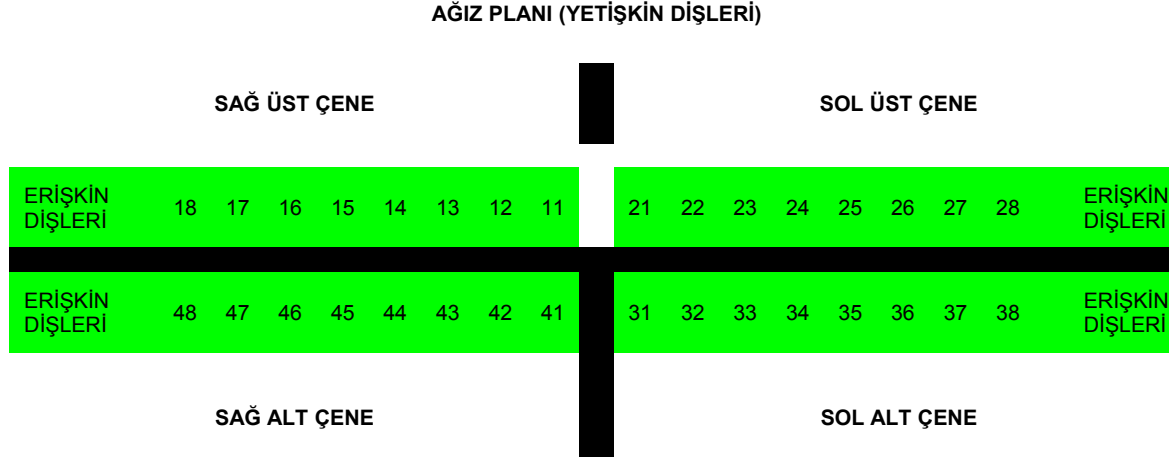 AĞIZ PLANI (YETİŞKİN DİŞLERİ)
SAĞ ÜST ÇENE SOL ÜST ÇENE
ERİŞKİN DİŞLERİ 18 17 16 15 14 13 12 11 21 22 23 24 25 26 27 28 ERİŞKİN DİŞLERİ
ERİŞKİN DİŞLERİ 48 47 46 45 44 43 42 41 31 32 33 34 35 36 37 38 ERİŞKİN DİŞLERİ
SAĞ ALT ÇENE SOL ALT ÇENE